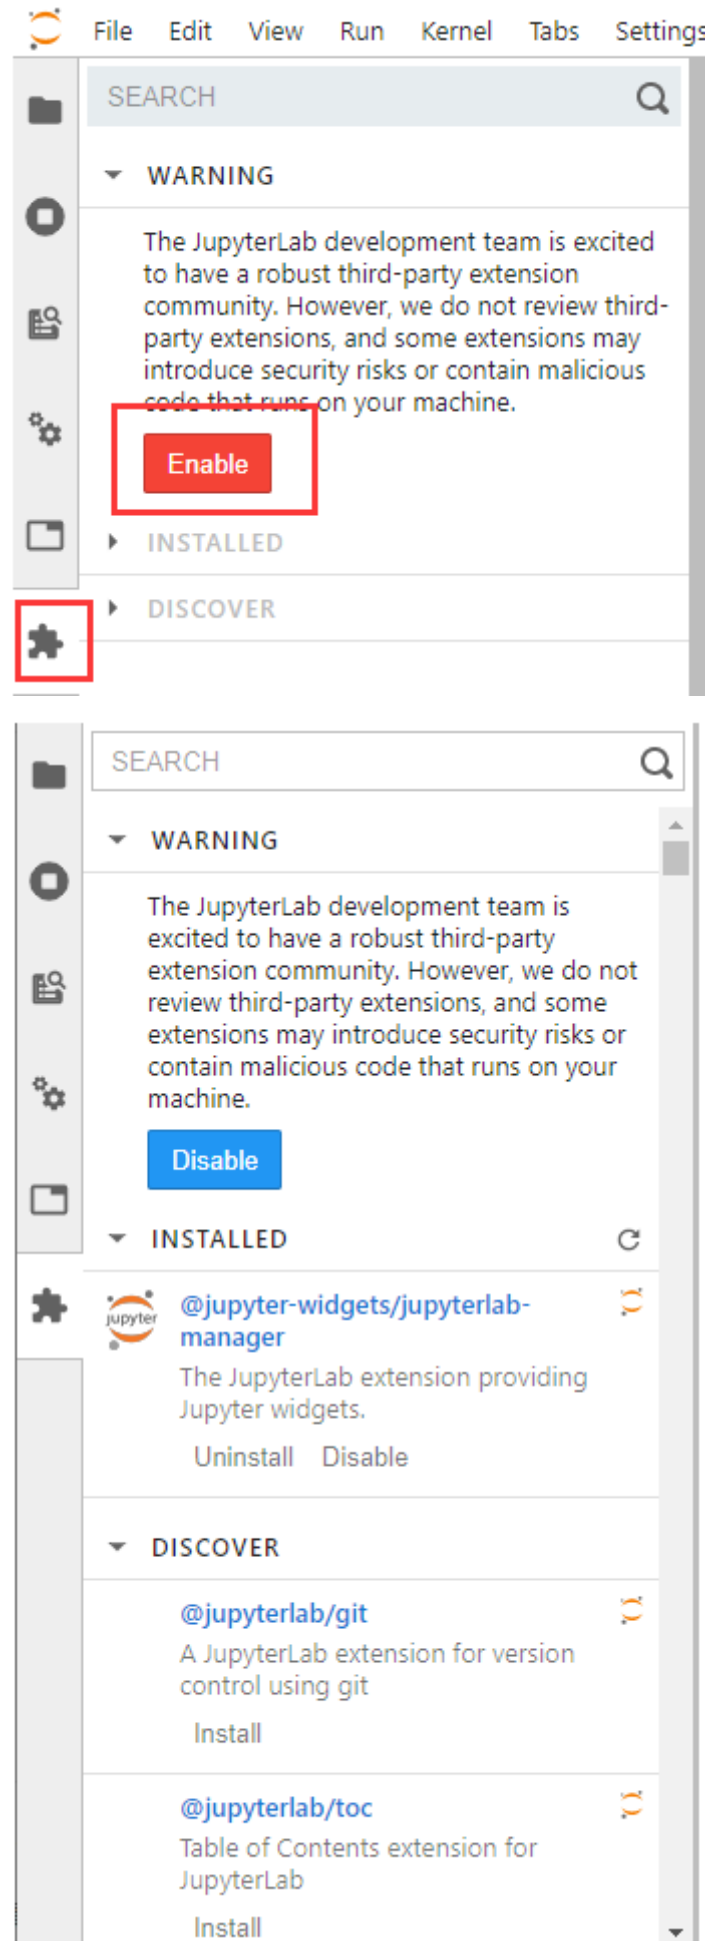 File Edit View Run Kernel Tabs Settings
SEARCH
WARNING
The JupyterLab development team is excited
to have a robust third-party extension
community. However, we do not review third-
party extensions, and some extensions may
introduce security risks or contain malicious
code that runs on your machine.
Enable
INSTALLED
DISCOVER
SEARCH
WARNING
The JupyterLab development team is
excited to have a robust third-party
extension community. However, we do not
review third-party extensions, and some
extensions may introduce security risks or
contain malicious code that runs on your
machine.
Disable
INSTALLED
jupyter
@jupyter-widgets/jupyterlab-
manager
The JupyterLab extension providing
Jupyter widgets.
Uninstall Disable
DISCOVER
@jupyterlab/git
A JupyterLab extension for version
control using git
Install
@jupyterlab/toc
Table of Contents extension for
JupyterLab
Install